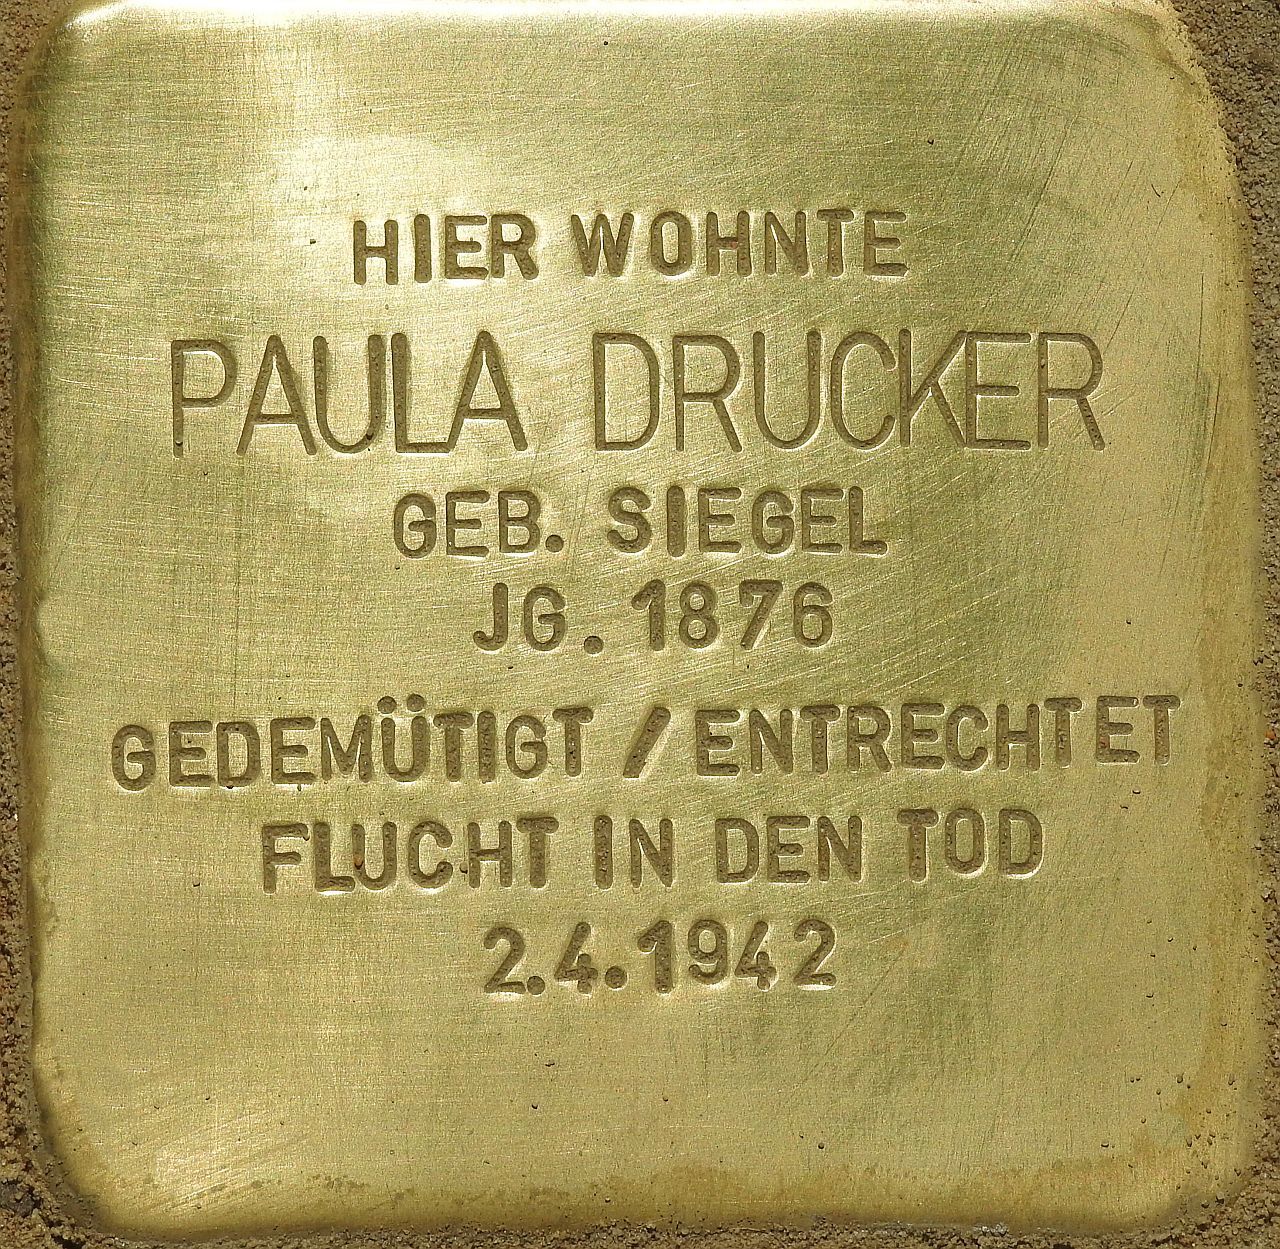 HIER WOHNTE
PAULA DRUCKER
GEB. SIEGEL
JG. 1876
GEDEMÜTIGT / ENTRECHTET
FLUCHT IN DEN TOD
2.4.1942